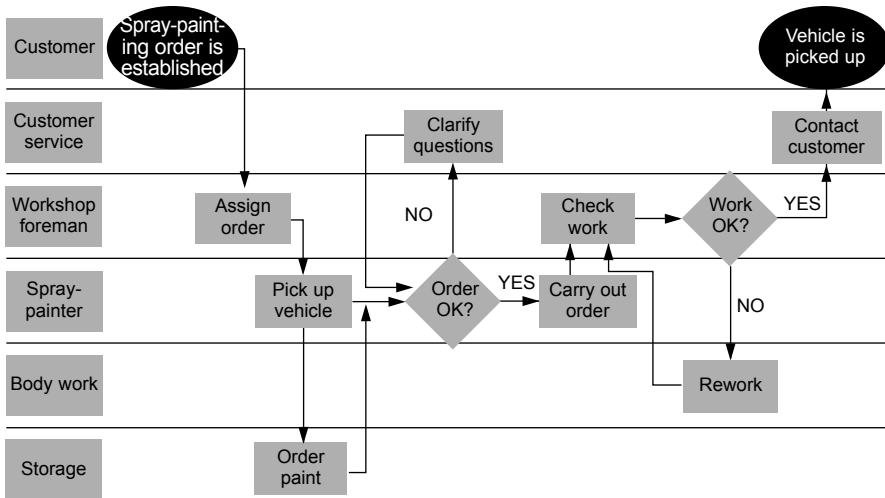 Customer
Spray-paint-
ing order is
established
Vehicle is
picked up
Customer
service
Clarify
questions
Contact
customer
Workshop
foreman
Assign
order
NO
Check
work
Work
OK?
YES
Spray-
painter
Pick up
vehicle
Order
OK?
YES
Carry out
order
NO
Body work
Rework
Storage
Order
paint